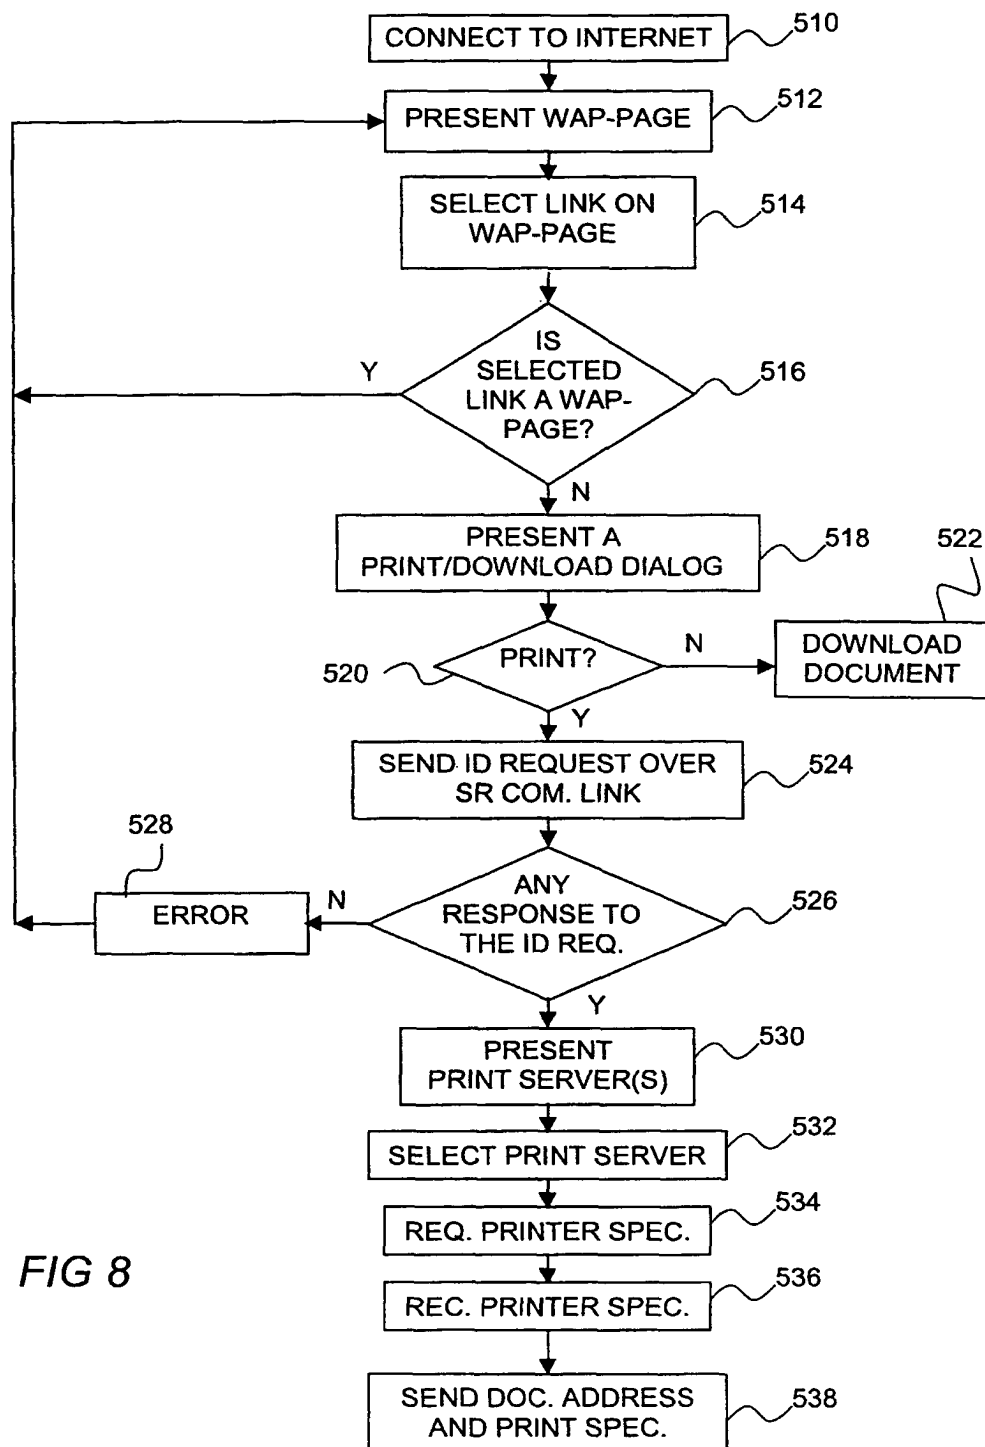 CONNECT TO INTERNET
510
PRESENT WAP-PAGE
512
SELECT LINK ON
WAP-PAGE
514
IS
SELECTED
LINK A WAP-
PAGE?
516
Y
N
PRESENT A
PRINT/DOWNLOAD DIALOG
518
522
PRINT?
520
N
DOWNLOAD
DOCUMENT
Y
SEND ID REQUEST OVER
SR COM. LINK
524
528
ERROR
N
ANY
RESPONSE TO
THE ID REQ.
526
Y
PRESENT
PRINT SERVER(S)
530
SELECT PRINT SERVER
532
REQ. PRINTER SPEC.
534
REC. PRINTER SPEC.
536
SEND DOC. ADDRESS
AND PRINT SPEC.
538
FIG 8